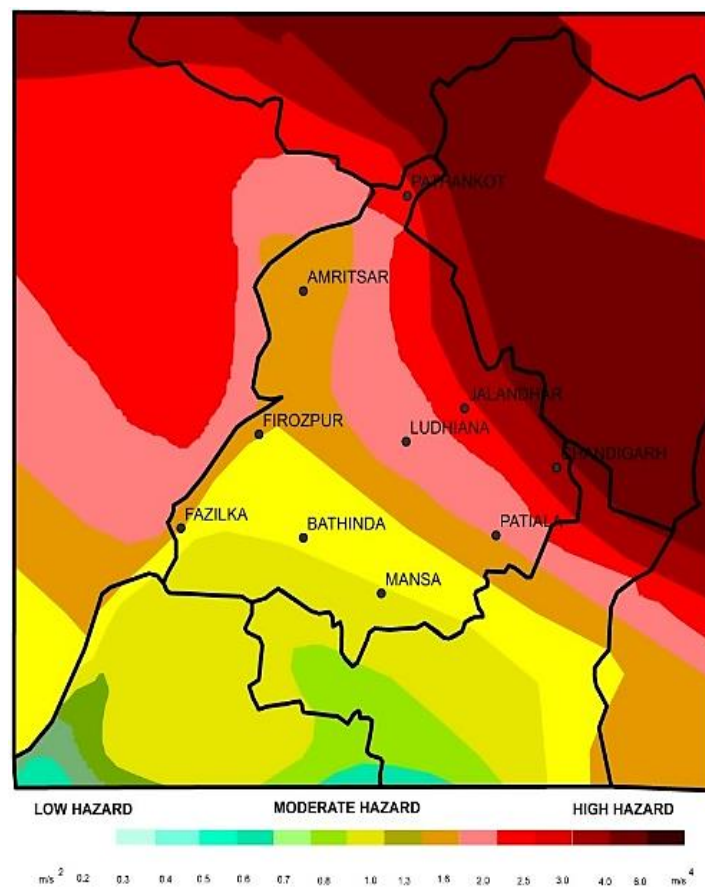 PATHANKOT
AMRITSAR
JALANDHAR
FIROZPUR
LUDHIANA
CHANDIGARH
FAZILKA
BATHINDA
PATIALA
MANSA
LOW HAZARD MODERATE HAZARD HIGH HAZARD
m/s 2 0.2 0.3 0.4 0.5 0.6 0.7 0.8 1.0 1.3 1.6 2.0 2.5 3.0 4.0 5.0 m/s 4